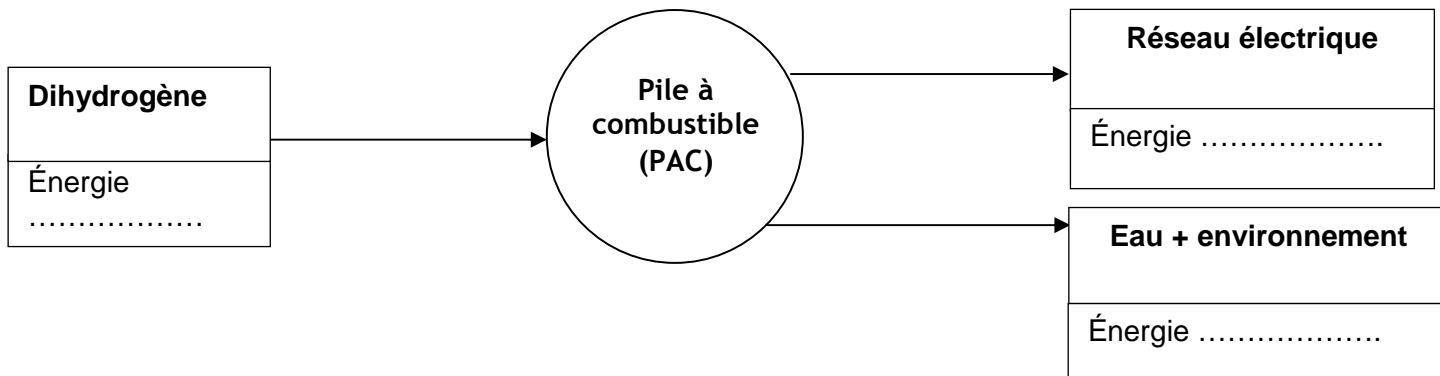 Dihydrogène
Énergie
………………
Pile à
combustible
(PAC)
Réseau électrique
Énergie ……………….
Eau + environnement
Énergie ……………….